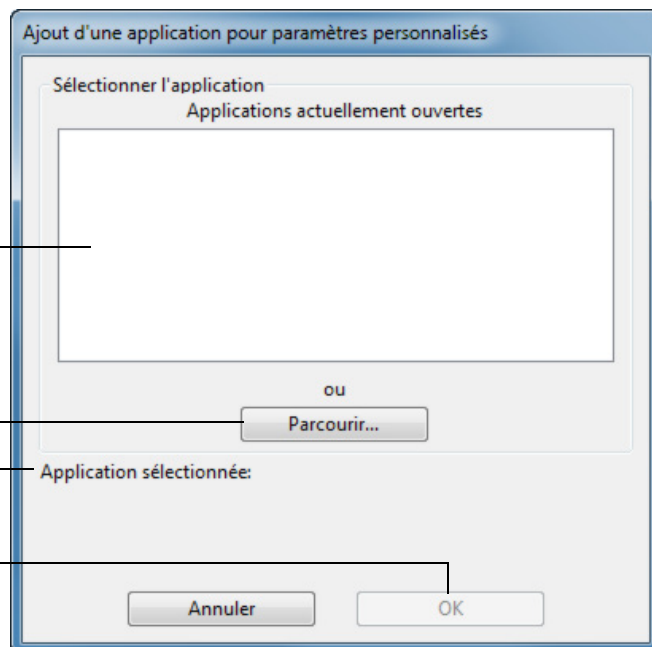 Ajout d'une application pour paramètres personnalisés
Sélectionner l'application
Applications actuellement ouvertes
ou
Parcourir...
Application sélectionnée:
Annuler
OK